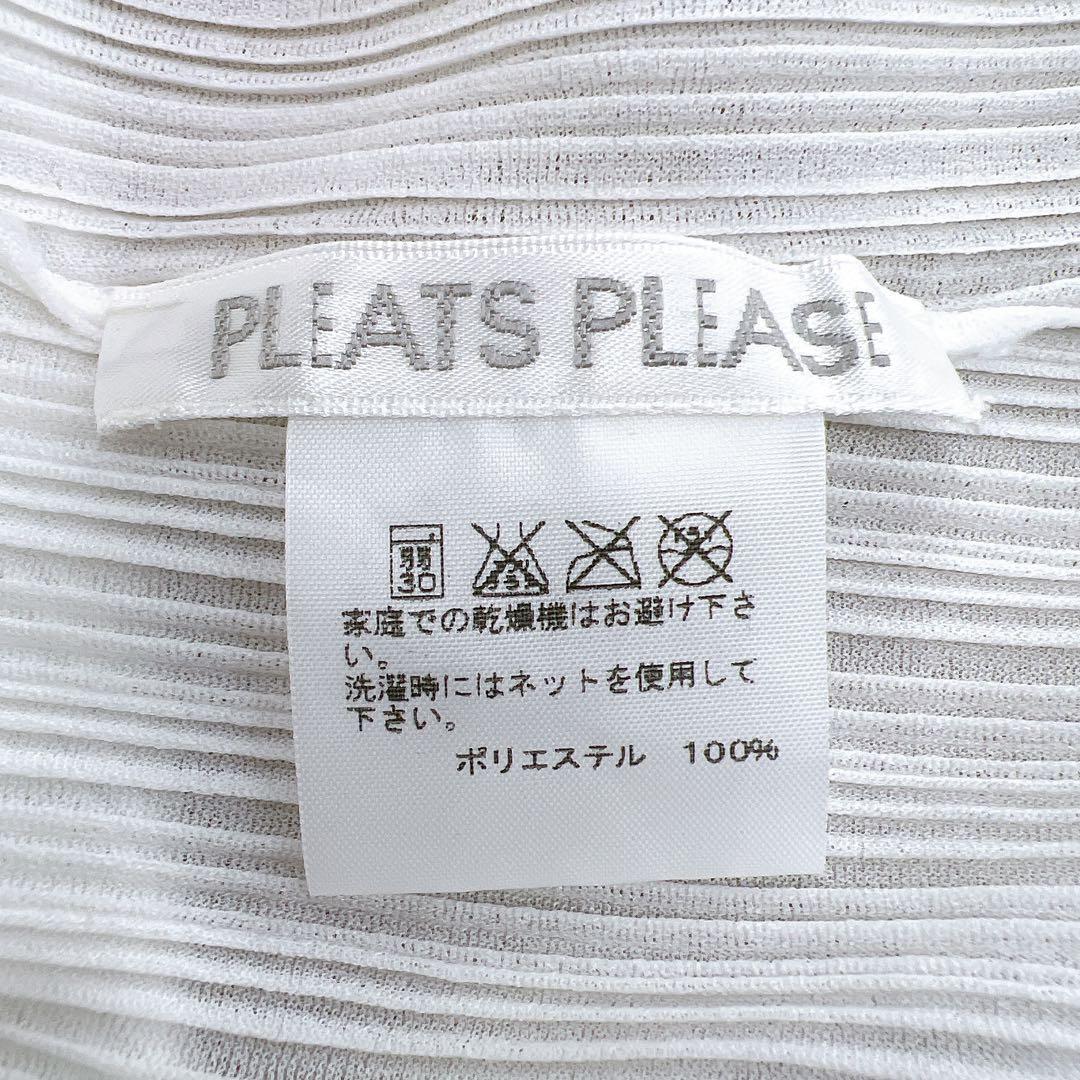 PLEATS PLEASE
弱
30
家庭での乾燥機はお避け下さ
い。
洗濯時にはネットを使用して
下さい。
ポリエステル 100%